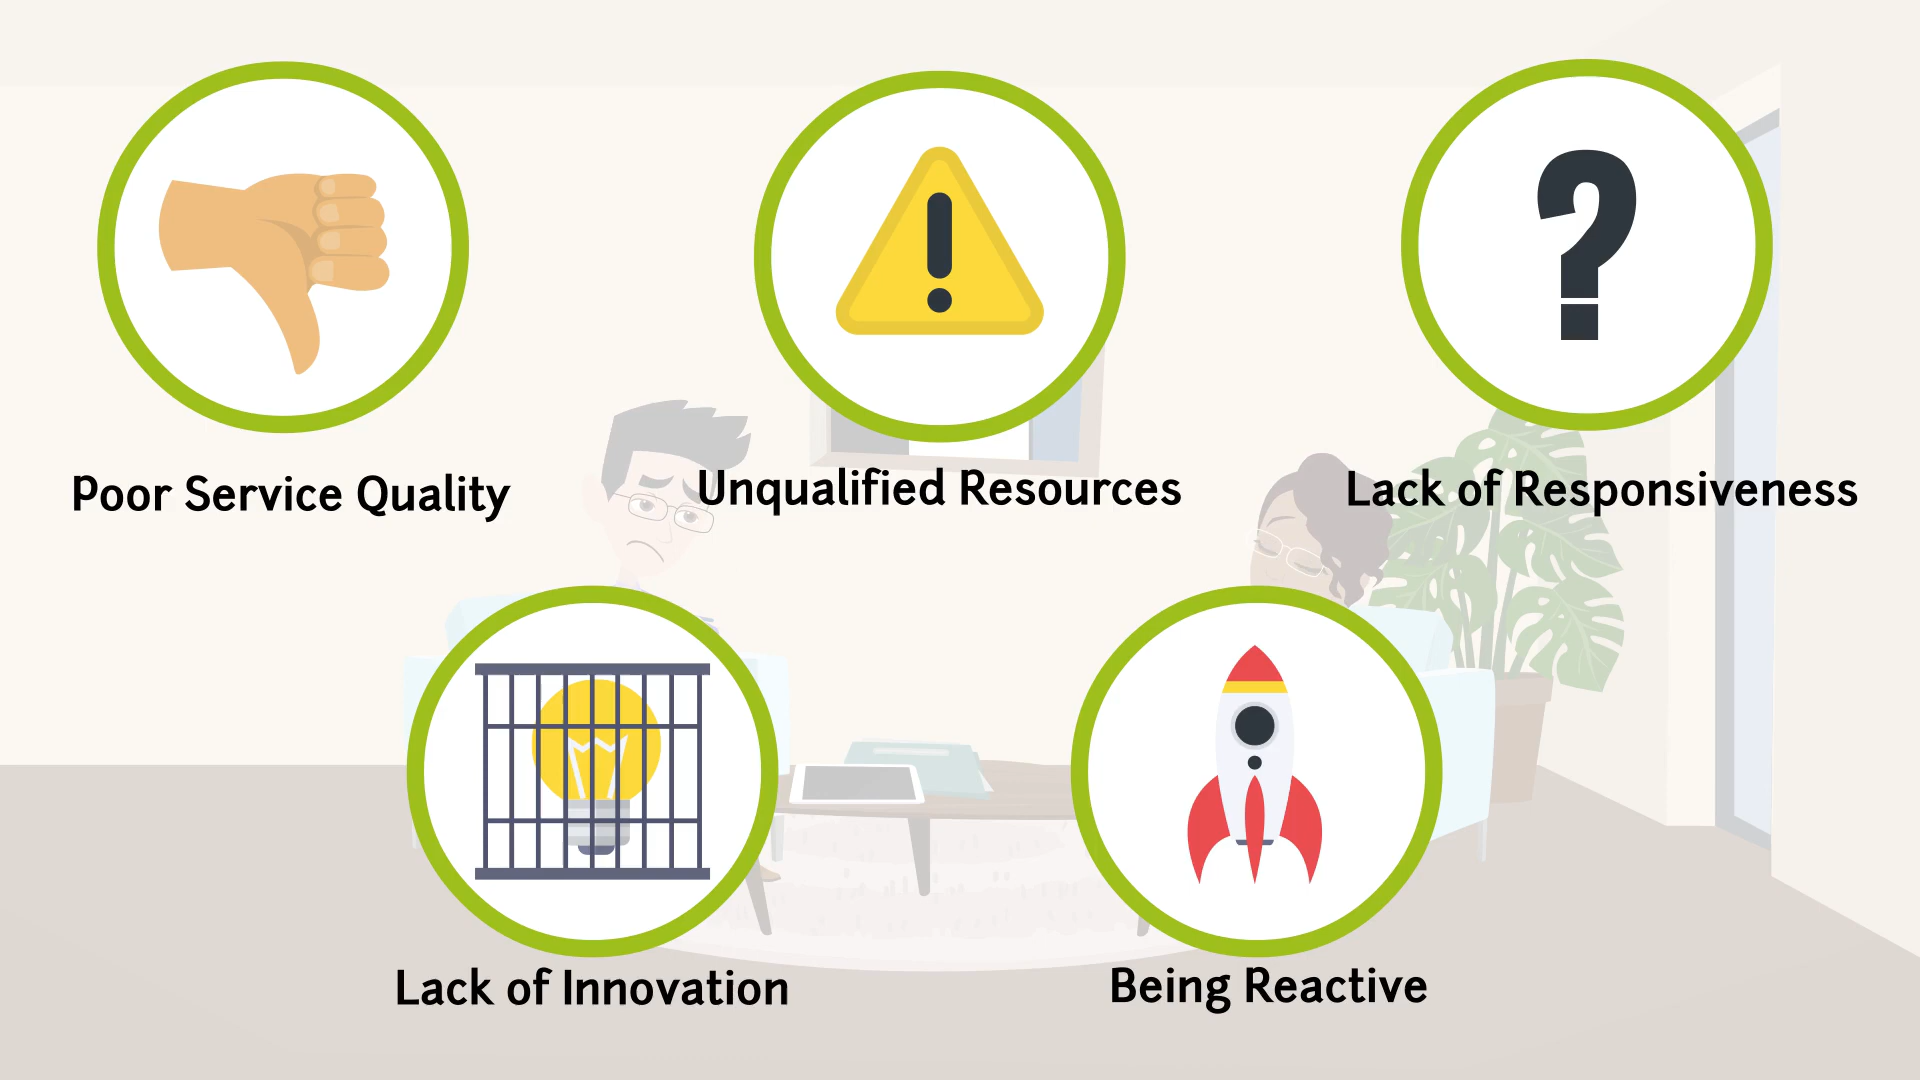 Poor Service Quality
Unqualified Resources
Lack of Responsiveness
Lack of Innovation
Being Reactive